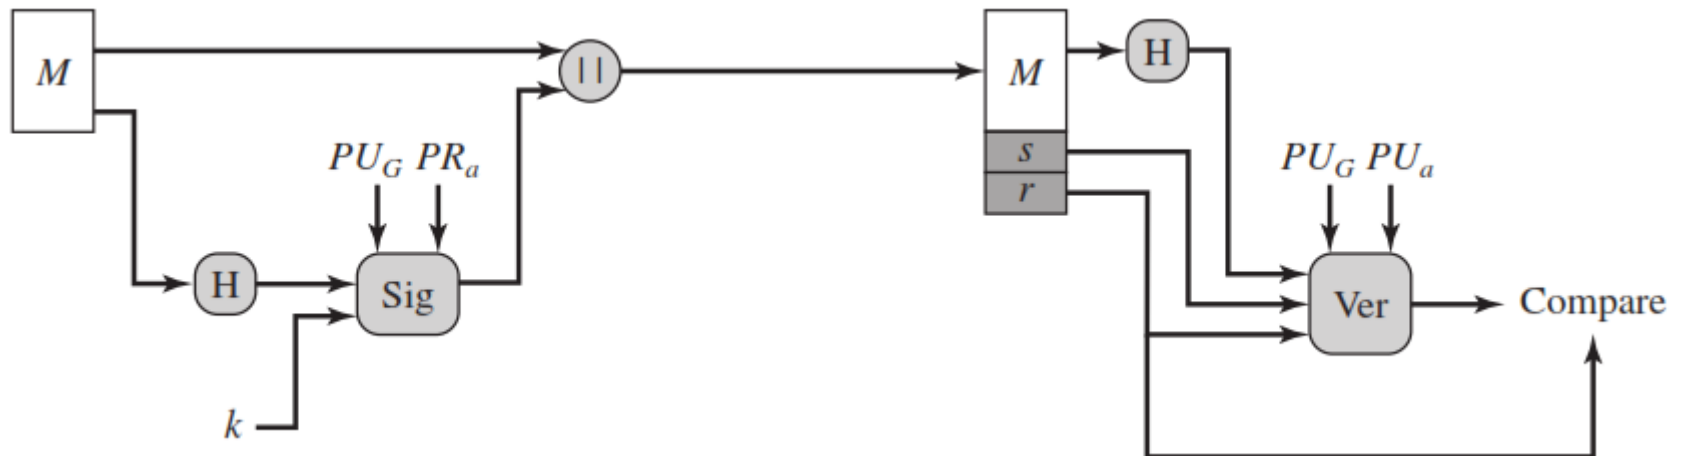 M
| |
M
H
s
r
PU_G PR_a
PU_G PU_a
H
Sig
Ver
Compare
k